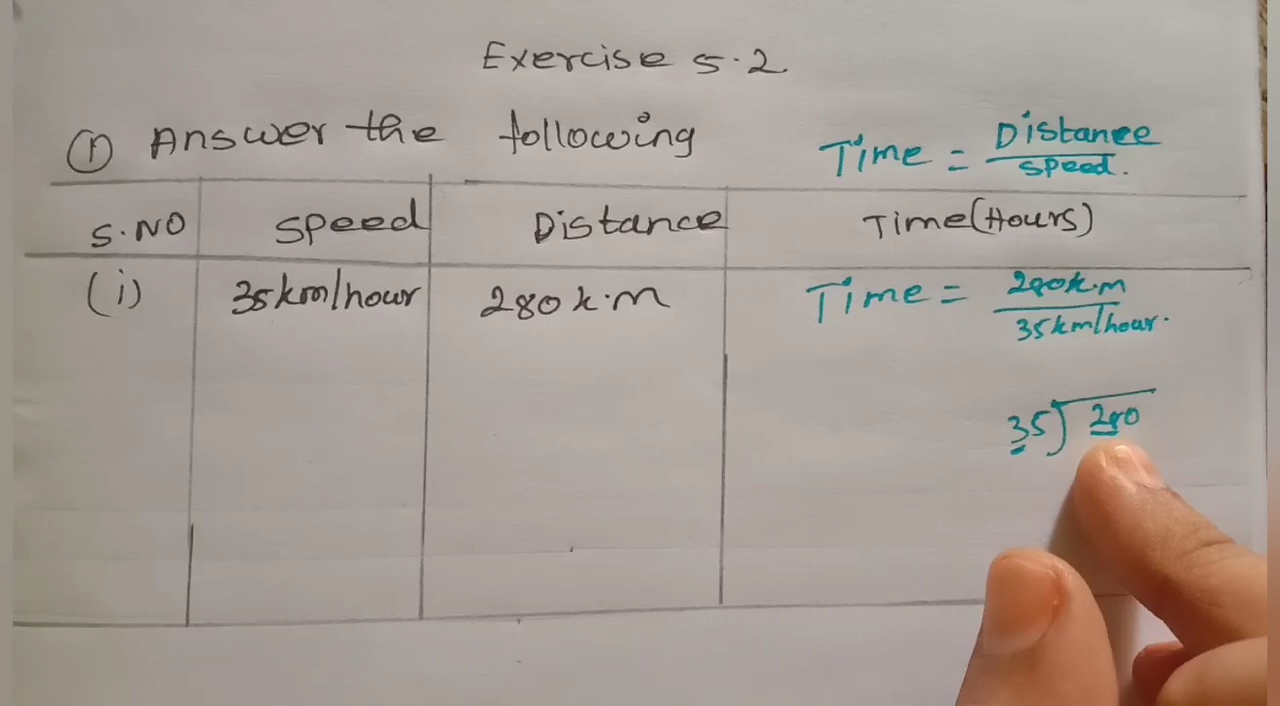 Exercise 5.2
① Answer the following
Time = Distance / Speed.
S.NO Speed Distance Time(Hours)
(i) 35km/hour 280k.m Time = 280k.m / 35km/hour.
35) 280